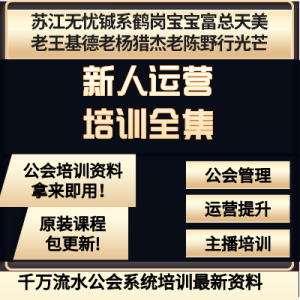 苏江无忧铖系鹤岗宝宝富总天美
老王基德老杨猎杰老陈野行光芒
新人运营
培训全集
公会培训资料
拿来即用！
公会管理
运营提升
原装课程
包更新!
主播培训
千万流水公会系统培训最新资料